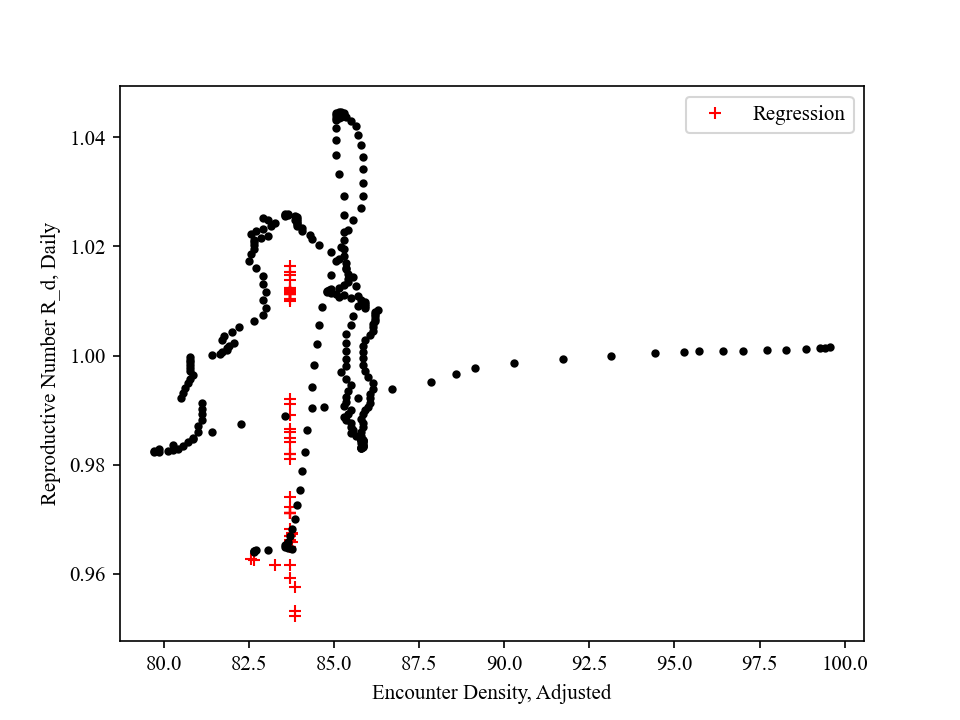 Regression
1.04
1.02
1.00
0.98
0.96
Reproductive Number R_d, Daily
80.0 82.5 85.0 87.5 90.0 92.5 95.0 97.5 100.0
Encounter Density, Adjusted